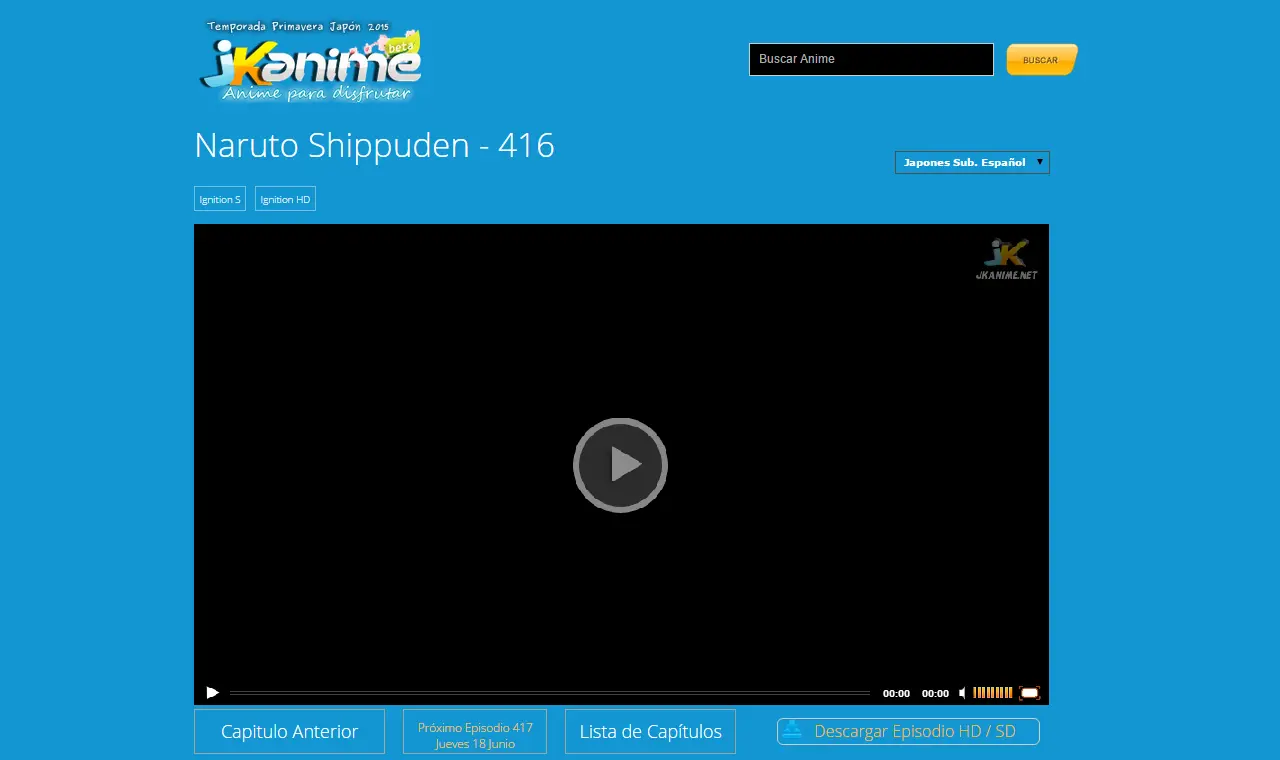 Temporada Primavera Japón 2015
jkanime beta
Anime para disfrutar
Buscar Anime
BUSCAR
Naruto Shippuden - 416
Japones Sub. Español
Ignition S
Ignition HD
JK
JKANIME.NET
00:00
00:00
Capitulo Anterior
Próximo Episodio 417
Jueves 18 Junio
Lista de Capítulos
Descargar Episodio HD / SD